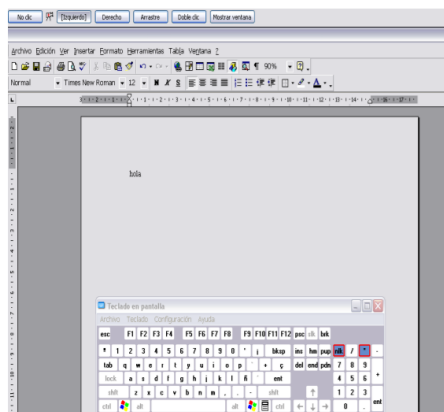 No clic [Izquierdo] Derecho Arrastre Doble clic Mostrar ventana
Archivo Edición Ver Insertar Formato Herramientas Tabla Ventana ?
Normal Times New Roman 12 N K S 90%
hola
Teclado en pantalla
Archivo Teclado Configuración Ayuda
esc F1 F2 F3 F4 F5 F6 F7 F8 F9 F10 F11 F12 psc slk brk
º 1 2 3 4 5 6 7 8 9 0 ' ¡ bksp ins hm pup nlk / * -
tab q w e r t y u i o p ` + ç del end pdn 7 8 9
lock a s d f g h j k l ñ ´ ent 4 5 6 +
shft z x c v b n m , . - shft ↑ 1 2 3
ctrl alt alt ctrl ← ↓ → 0 . ent